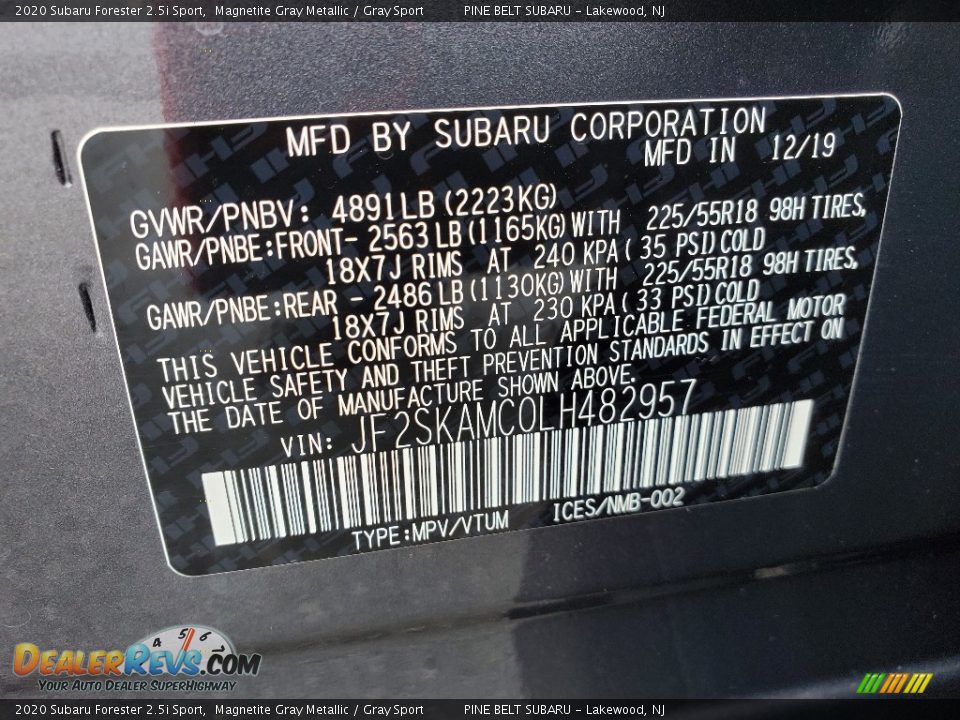 2020 Subaru Forester 2.5i Sport, Magnetite Gray Metallic / Gray Sport PINE BELT SUBARU - Lakewood, NJ
MFD BY SUBARU CORPORATION
MFD IN 12/19
GVWR/PNBV: 4891LB (2223KG)
GAWR/PNBE:FRONT- 2563 LB (1165KG) WITH 225/55R18 98H TIRES,
18X7J RIMS AT 240 KPA ( 35 PSI) COLD
GAWR/PNBE:REAR - 2486 LB (1130KG) WITH 225/55R18 98H TIRES,
18X7J RIMS AT 230 KPA ( 33 PSI) COLD
THIS VEHICLE CONFORMS TO ALL APPLICABLE FEDERAL MOTOR
VEHICLE SAFETY AND THEFT PREVENTION STANDARDS IN EFFECT ON
THE DATE OF MANUFACTURE SHOWN ABOVE.
VIN: JF2SKAMC0LH482957
TYPE:MPV/VTUM ICES/NMB-002
4 5 6
DEALERREVS.COM
YOUR AUTO DEALER SUPERHIGHWAY
2020 Subaru Forester 2.5i Sport, Magnetite Gray Metallic / Gray Sport PINE BELT SUBARU - Lakewood, NJ